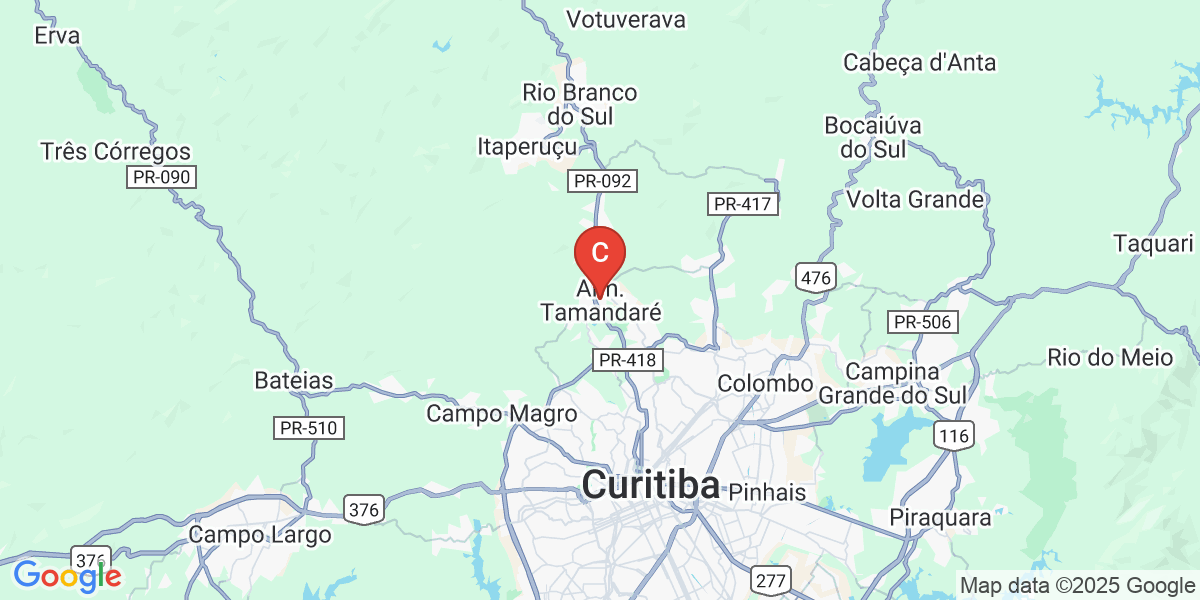 Votuverava
Erva
Cabeça d'Anta
Rio Branco
do Sul
Bocaiúva
do Sul
Itaperuçu
Três Córregos
PR-090
PR-092
PR-417
Volta Grande
Taquari
C
476
Tamandaré
PR-506
PR-418
Rio do Meio
Bateias
Colombo
Campina
Grande do Sul
Campo Magro
PR-510
116
Curitiba
Pinhais
376
Piraquara
Campo Largo
376
277
Google
Map data ©2025 Google